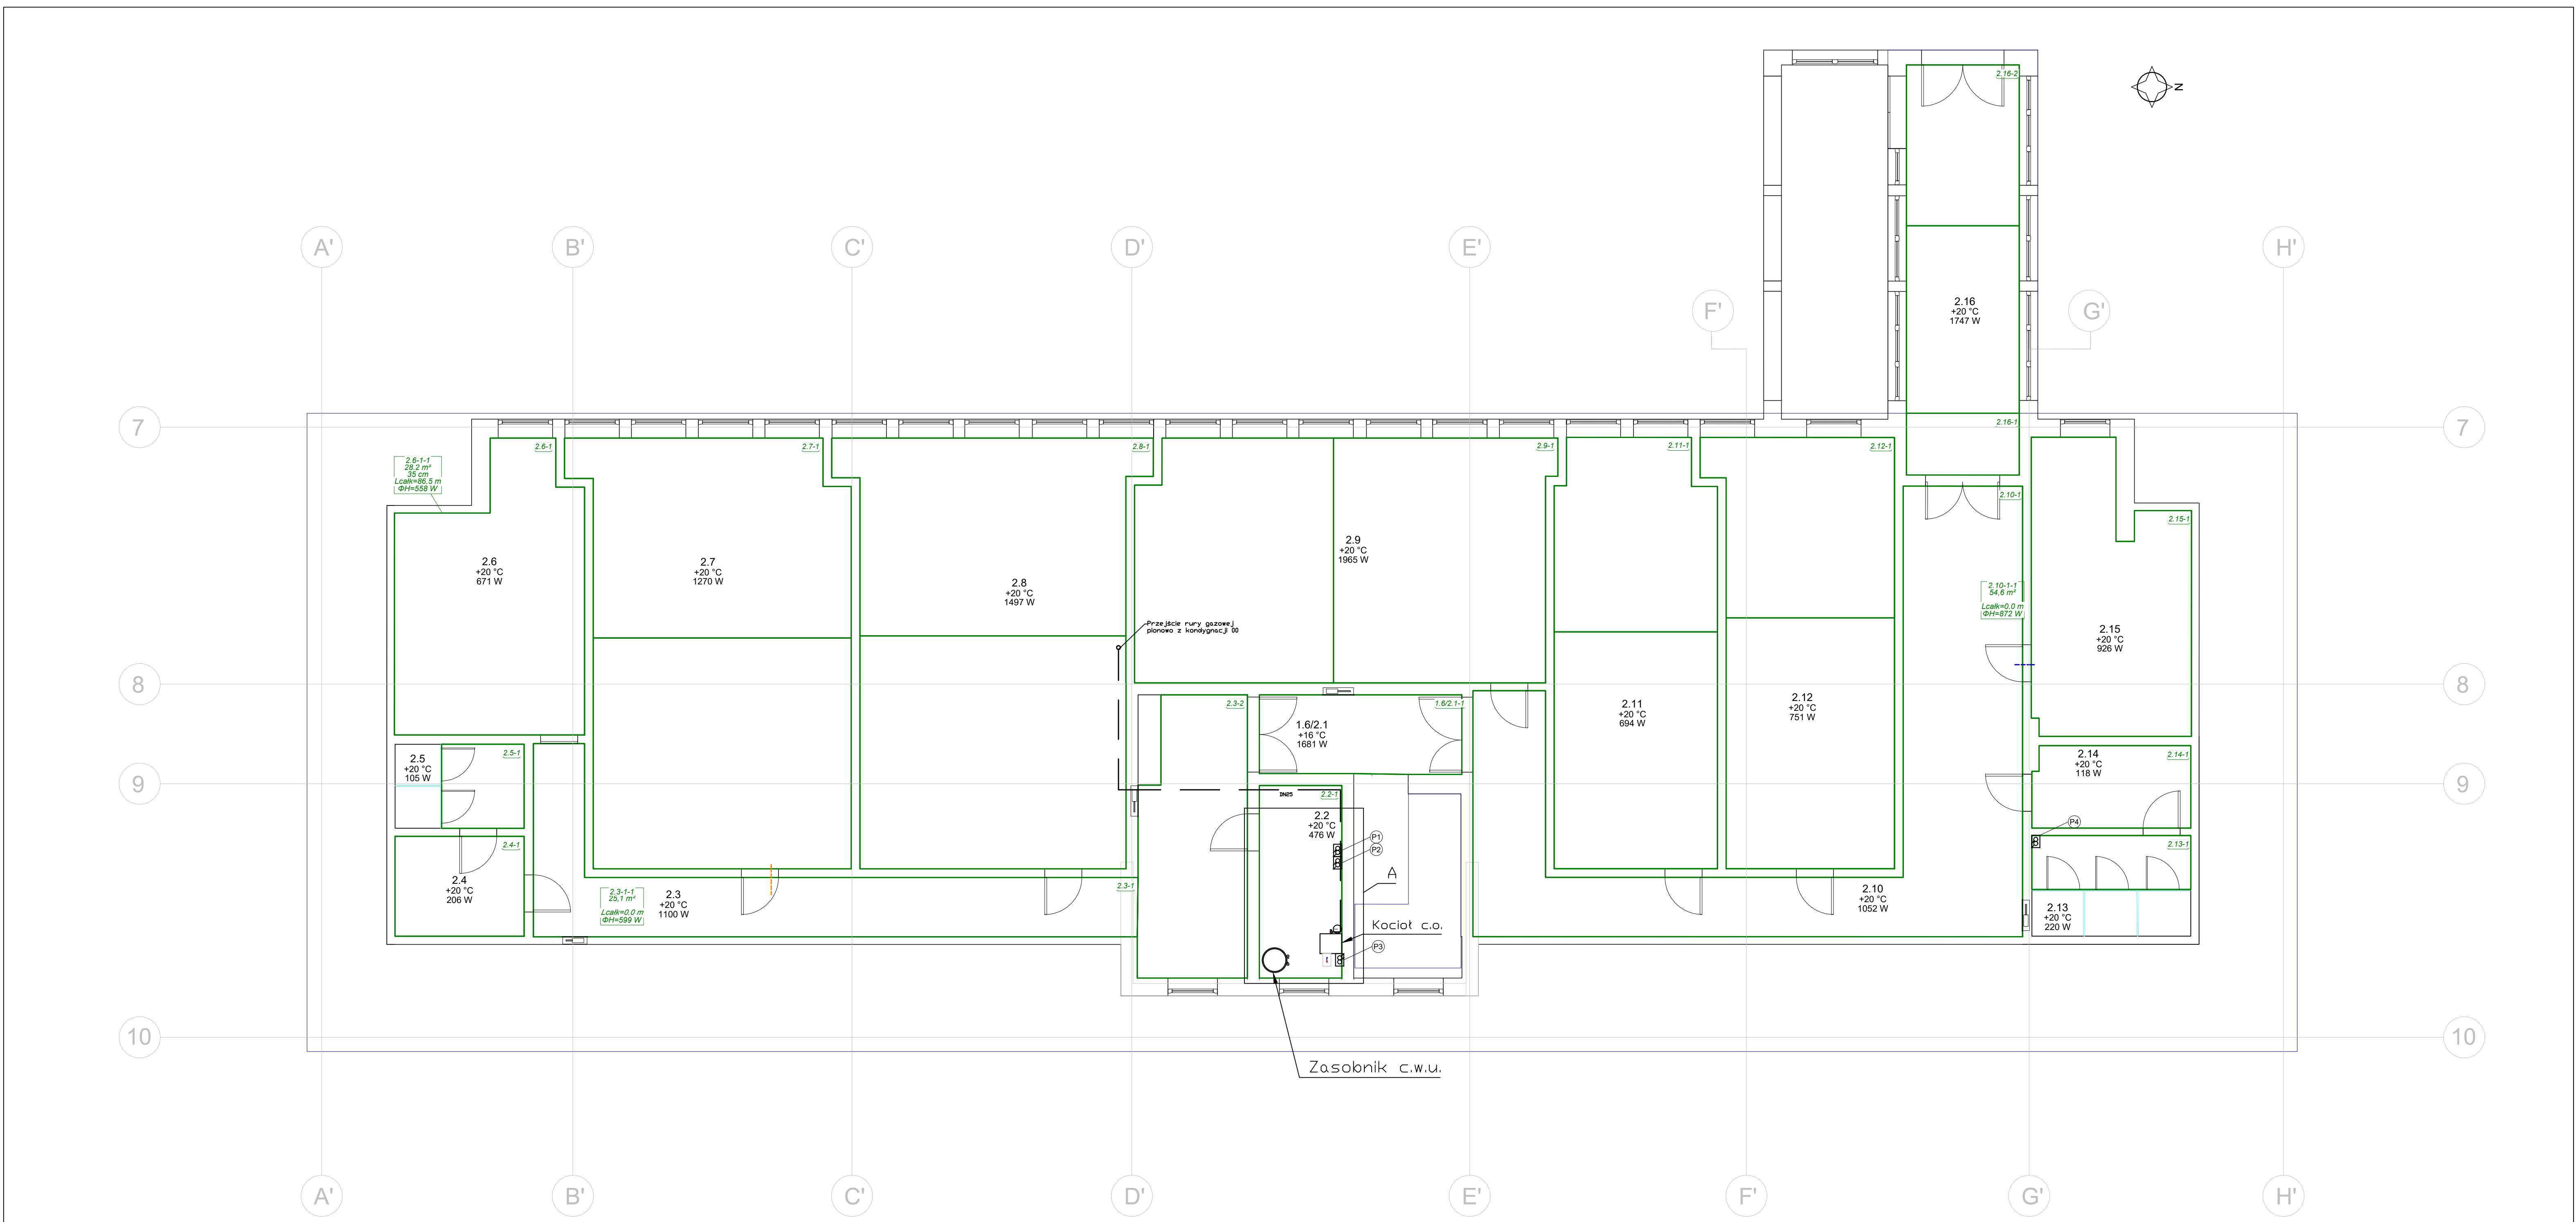 2.16-2
N
A'
B'
C'
D'
E'
H'
F'
G'
2.16
+20 °C
1747 W
7
7
2.16-1
2.6-1
2.7-1
2.8-1
2.9-1
2.11-1
2.12-1
2.6-1-1
28,2 m²
35 cm
Lcałk=86.5 m
ΦH=558 W
2.10-1
2.15-1
2.6
+20 °C
671 W
2.7
+20 °C
1270 W
2.8
+20 °C
1497 W
2.9
+20 °C
1965 W
2.10-1-1
54,6 m²
Lcałk=0.0 m
ΦH=872 W
Przejście rury gazowej
pionowo z kondygnacji 00
2.15
+20 °C
926 W
8
8
2.3-2
1.6/2.1-1
1.6/2.1
+16 °C
1681 W
2.11
+20 °C
694 W
2.12
+20 °C
751 W
2.5
+20 °C
105 W
2.5-1
2.14
+20 °C
118 W
2.14-1
9
9
DN25
2.2-1
2.2
+20 °C
476 W
P1
P2
P4
2.4-1
2.13-1
A
2.4
+20 °C
206 W
2.3-1-1
25,1 m²
Lcałk=0.0 m
ΦH=599 W
2.3
+20 °C
1100 W
2.3-1
2.10
+20 °C
1052 W
2.13
+20 °C
220 W
Kocioł c.o.
P3
10
10
Zasobnik c.w.u.
A'
B'
C'
D'
E'
F'
G'
H'